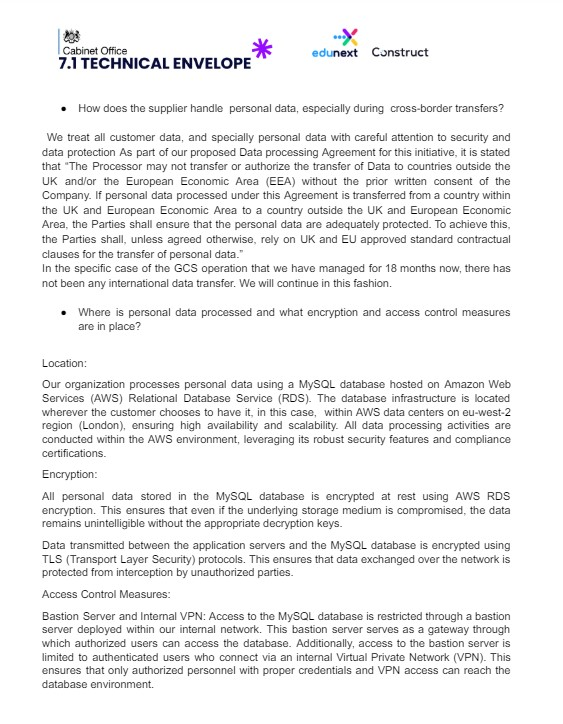 Cabinet Office
7.1 TECHNICAL ENVELOPE
edunext Construct
• How does the supplier handle personal data, especially during cross-border transfers?
We treat all customer data, and specially personal data with careful attention to security and
data protection As part of our proposed Data processing Agreement for this initiative, it is stated
that "The Processor may not transfer or authorize the transfer of Data to countries outside the
UK and/or the European Economic Area (EEA) without the prior written consent of the
Company. If personal data processed under this Agreement is transferred from a country within
the UK and European Economic Area to a country outside the UK and European Economic
Area, the Parties shall ensure that the personal data are adequately protected. To achieve this,
the Parties shall, unless agreed otherwise, rely on UK and EU approved standard contractual
clauses for the transfer of personal data."
In the specific case of the GCS operation that we have managed for 18 months now, there has
not been any international data transfer. We will continue in this fashion.
• Where is personal data processed and what encryption and access control measures
are in place?
Location:
Our organization processes personal data using a MySQL database hosted on Amazon Web
Services (AWS) Relational Database Service (RDS). The database infrastructure is located
wherever the customer chooses to have it, in this case, within AWS data centers on eu-west-2
region (London), ensuring high availability and scalability. All data processing activities are
conducted within the AWS environment, leveraging its robust security features and compliance
certifications.
Encryption:
All personal data stored in the MySQL database is encrypted at rest using AWS RDS
encryption. This ensures that even if the underlying storage medium is compromised, the data
remains unintelligible without the appropriate decryption keys.
Data transmitted between the application servers and the MySQL database is encrypted using
TLS (Transport Layer Security) protocols. This ensures that data exchanged over the network is
protected from interception by unauthorized parties.
Access Control Measures:
Bastion Server and Internal VPN: Access to the MySQL database is restricted through a bastion
server deployed within our internal network. This bastion server serves as a gateway through
which authorized users can access the database. Additionally, access to the bastion server is
limited to authenticated users who connect via an internal Virtual Private Network (VPN). This
ensures that only authorized personnel with proper credentials and VPN access can reach the
database environment.